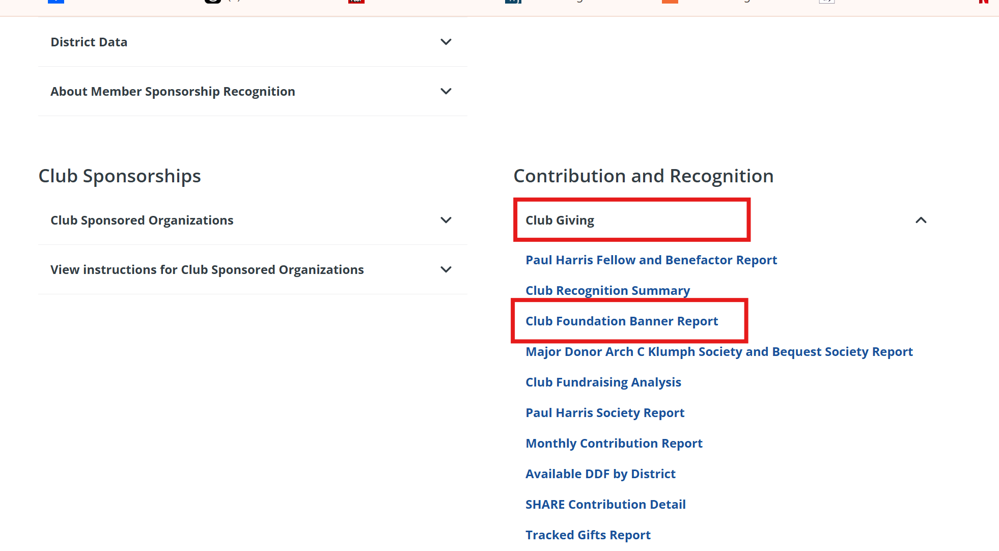 District Data
About Member Sponsorship Recognition
Club Sponsorships
Club Sponsored Organizations
View instructions for Club Sponsored Organizations
Contribution and Recognition
Club Giving
Paul Harris Fellow and Benefactor Report
Club Recognition Summary
Club Foundation Banner Report
Major Donor Arch C Klumph Society and Bequest Society Report
Club Fundraising Analysis
Paul Harris Society Report
Monthly Contribution Report
Available DDF by District
SHARE Contribution Detail
Tracked Gifts Report